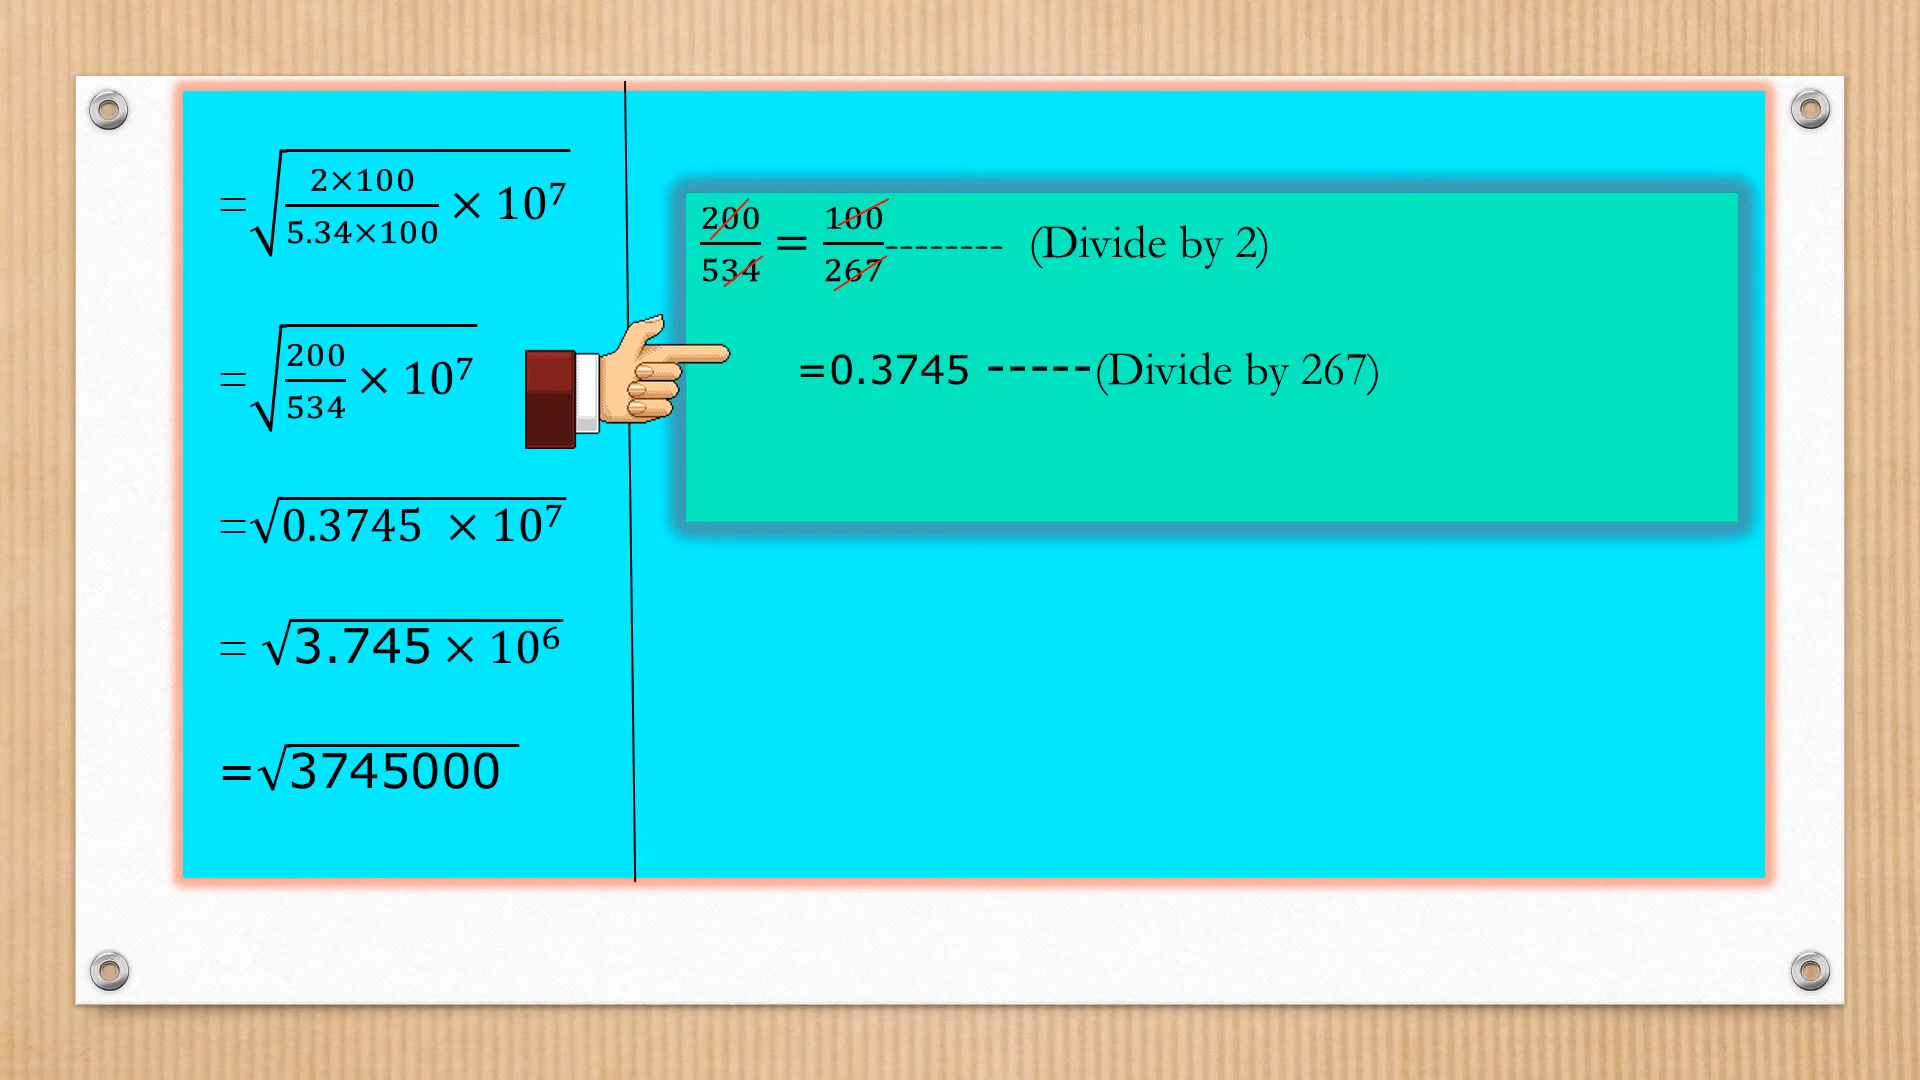 = √(2×100/5.34×100 × 10⁷)
= √(200/534 × 10⁷)
=√(0.3745 × 10⁷)
= √(3.745 × 10⁶)
=√3745000
200/534 = 100/267-------- (Divide by 2)
=0.3745 -----(Divide by 267)